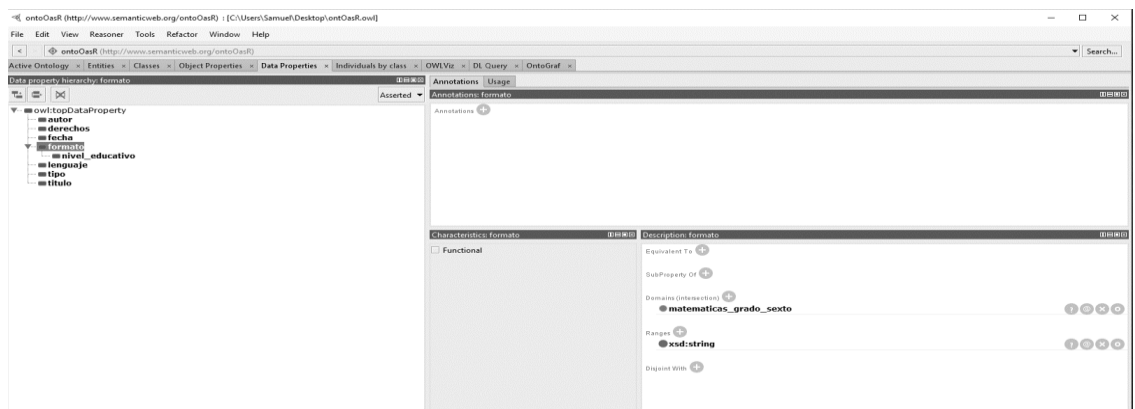 ontoOasR (http://www.semanticweb.org/ontoOasR) : [C:\Users\Samuel\Desktop\ontOasR.owl]
File Edit View Reasoner Tools Refactor Window Help
< ontoOasR (http://www.semanticweb.org/ontoOasR) Search...
Active Ontology × Entities × Classes × Object Properties × Data Properties × Individuals by class × OWLViz × DL Query × OntoGraf ×
Data property hierarchy: formato
Asserted
owl:topDataProperty
autor
derechos
fecha
formato
nivel_educativo
lenguaje
tipo
titulo
Annotations Usage
Annotations: formato
Annotations
Characteristics: formato
Functional
Description: formato
Equivalent To
SubProperty Of
Domains (intersection)
matematicas_grado_sexto
Ranges
xsd:string
Disjoint With